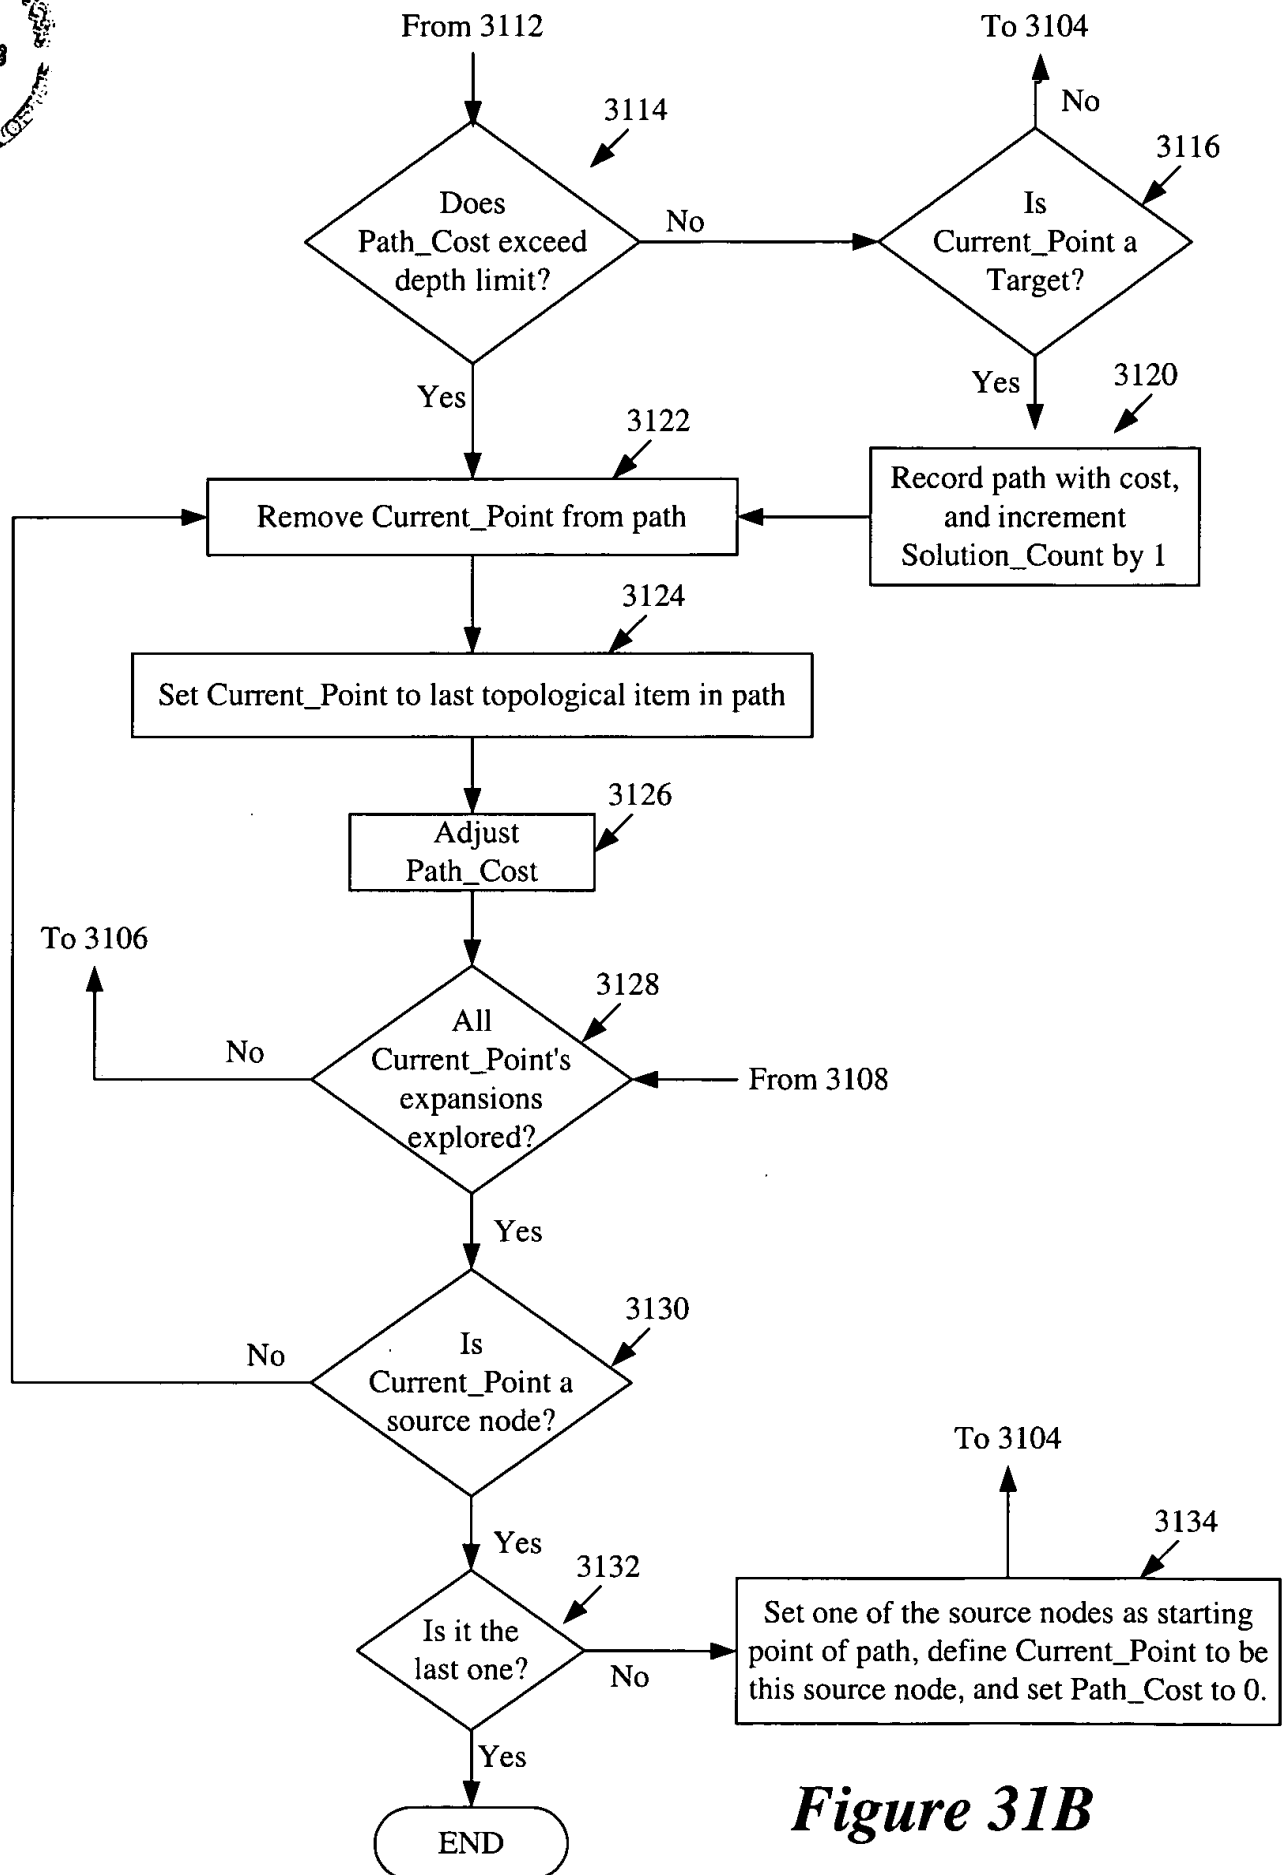 From 3112
To 3104
No
3114
3116
Does
Path_Cost exceed
depth limit?
No
Is
Current_Point a
Target?
Yes
Yes
3120
3122
Record path with cost,
and increment
Solution_Count by 1
Remove Current_Point from path
3124
Set Current_Point to last topological item in path
3126
Adjust
Path_Cost
To 3106
3128
All
Current_Point's
expansions
explored?
No
From 3108
Yes
3130
Is
Current_Point a
source node?
No
To 3104
Yes
3134
3132
Is it the
last one?
No
Set one of the source nodes as starting
point of path, define Current_Point to be
this source node, and set Path_Cost to 0.
Yes
END
Figure 31B